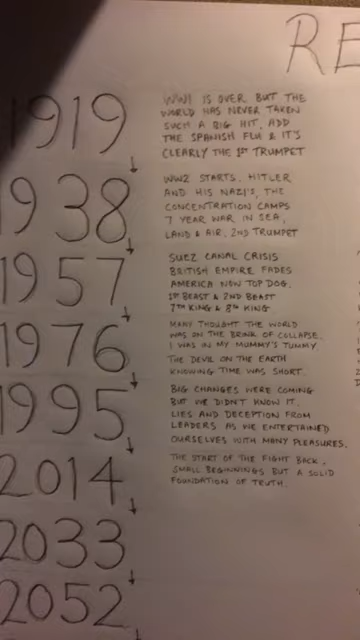 RE
1919
WW1 IS OVER BUT THE
WORLD HAS NEVER TAKEN
SUCH A BIG HIT, ADD
THE SPANISH FLU & IT'S
CLEARLY THE 1ST TRUMPET
1938
WW2 STARTS, HITLER
AND HIS NAZI'S, THE
CONCENTRATION CAMPS
7 YEAR WAR IN SEA,
LAND & AIR. 2ND TRUMPET
1957
SUEZ CANAL CRISIS
BRITISH EMPIRE FADES
AMERICA NOW TOP DOG.
1ST BEAST & 2ND BEAST
7TH KING & 8TH KING
1976
MANY THOUGHT THE WORLD
WAS ON THE BRINK OF COLLAPSE.
I WAS IN MY MUMMY'S TUMMY
THE DEVIL ON THE EARTH
KNOWING TIME WAS SHORT.
1995
BIG CHANGES WERE COMING
BUT WE DIDN'T KNOW IT.
LIES AND DECEPTION FROM
LEADERS AS WE ENTERTAINED
OURSELVES WITH MANY PLEASURES.
2014
THE START OF THE FIGHT BACK,
SMALL BEGINNINGS BUT A SOLID
FOUNDATION OF TRUTH.
2033
2052